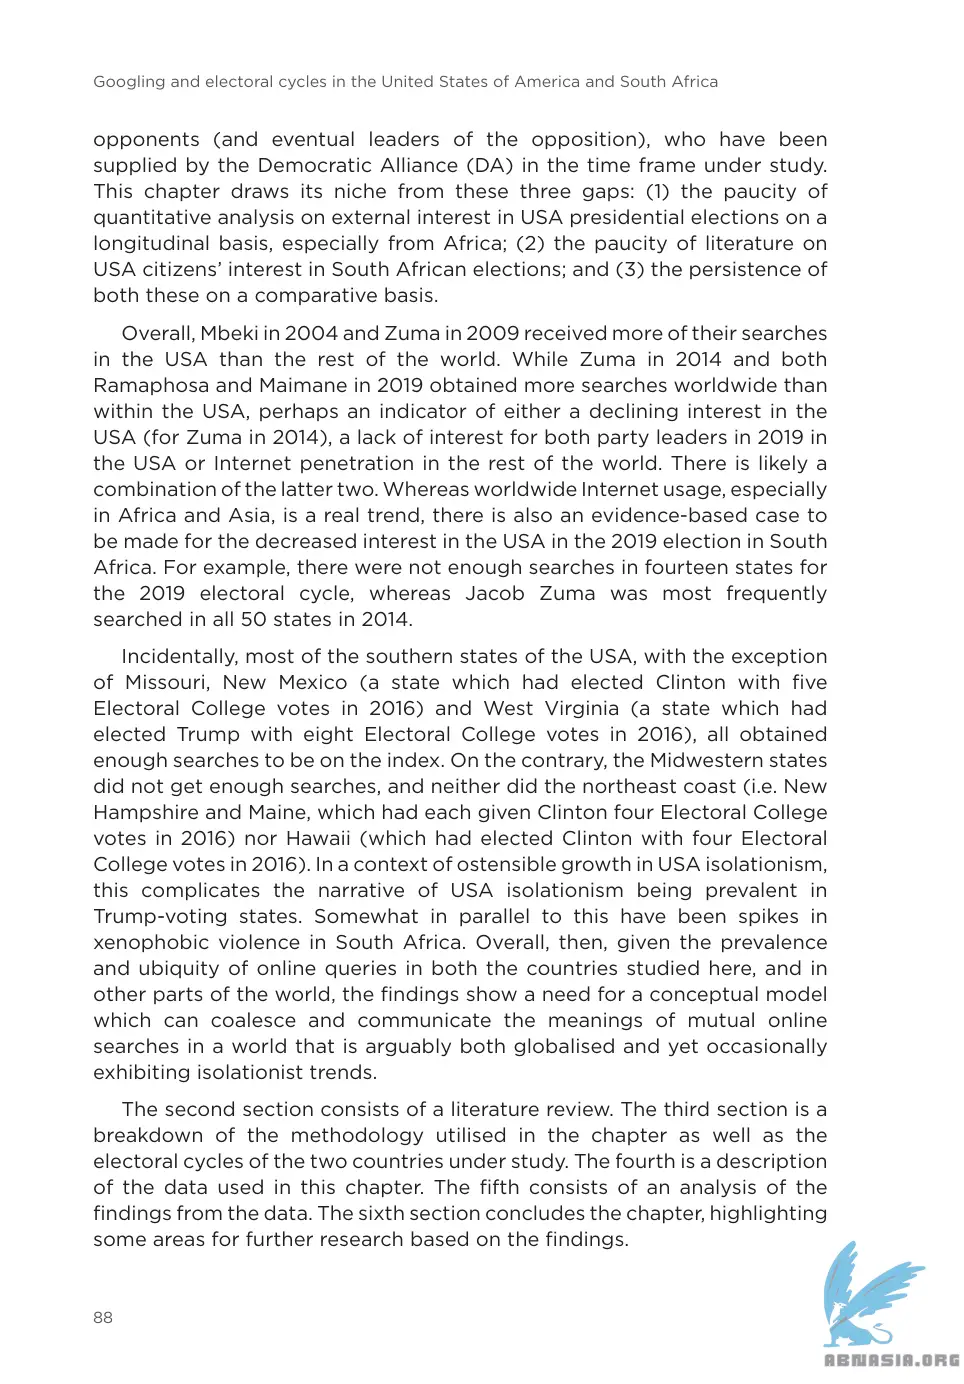 Googling and electoral cycles in the United States of America and South Africa
opponents (and eventual leaders of the opposition), who have been
supplied by the Democratic Alliance (DA) in the time frame under study.
This chapter draws its niche from these three gaps: (1) the paucity of
quantitative analysis on external interest in USA presidential elections on a
longitudinal basis, especially from Africa; (2) the paucity of literature on
USA citizens’ interest in South African elections; and (3) the persistence of
both these on a comparative basis.
Overall, Mbeki in 2004 and Zuma in 2009 received more of their searches
in the USA than the rest of the world. While Zuma in 2014 and both
Ramaphosa and Maimane in 2019 obtained more searches worldwide than
within the USA, perhaps an indicator of either a declining interest in the
USA (for Zuma in 2014), a lack of interest for both party leaders in 2019 in
the USA or Internet penetration in the rest of the world. There is likely a
combination of the latter two. Whereas worldwide Internet usage, especially
in Africa and Asia, is a real trend, there is also an evidence-based case to
be made for the decreased interest in the USA in the 2019 election in South
Africa. For example, there were not enough searches in fourteen states for
the 2019 electoral cycle, whereas Jacob Zuma was most frequently
searched in all 50 states in 2014.
Incidentally, most of the southern states of the USA, with the exception
of Missouri, New Mexico (a state which had elected Clinton with five
Electoral College votes in 2016) and West Virginia (a state which had
elected Trump with eight Electoral College votes in 2016), all obtained
enough searches to be on the index. On the contrary, the Midwestern states
did not get enough searches, and neither did the northeast coast (i.e. New
Hampshire and Maine, which had each given Clinton four Electoral College
votes in 2016) nor Hawaii (which had elected Clinton with four Electoral
College votes in 2016). In a context of ostensible growth in USA isolationism,
this complicates the narrative of USA isolationism being prevalent in
Trump-voting states. Somewhat in parallel to this have been spikes in
xenophobic violence in South Africa. Overall, then, given the prevalence
and ubiquity of online queries in both the countries studied here, and in
other parts of the world, the findings show a need for a conceptual model
which can coalesce and communicate the meanings of mutual online
searches in a world that is arguably both globalised and yet occasionally
exhibiting isolationist trends.
The second section consists of a literature review. The third section is a
breakdown of the methodology utilised in the chapter as well as the
electoral cycles of the two countries under study. The fourth is a description
of the data used in this chapter. The fifth consists of an analysis of the
findings from the data. The sixth section concludes the chapter, highlighting
some areas for further research based on the findings.
88
ABNASIA.ORG